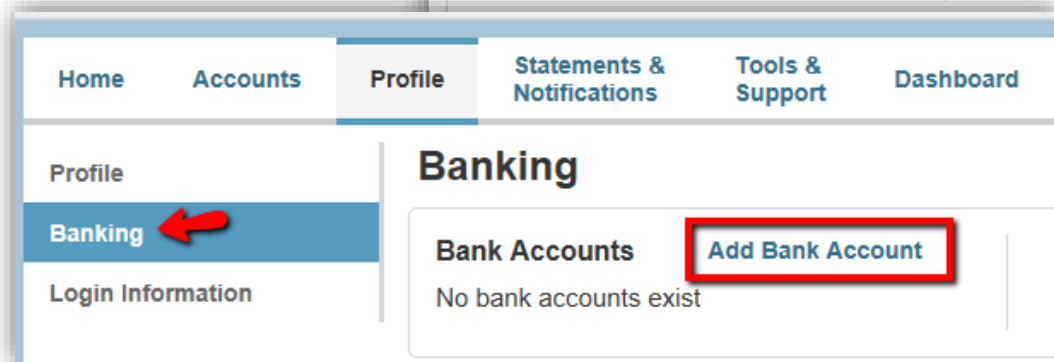 Home Accounts Profile Statements & Notifications Tools & Support Dashboard
Profile
Banking
Login Information
Banking
Bank Accounts Add Bank Account
No bank accounts exist